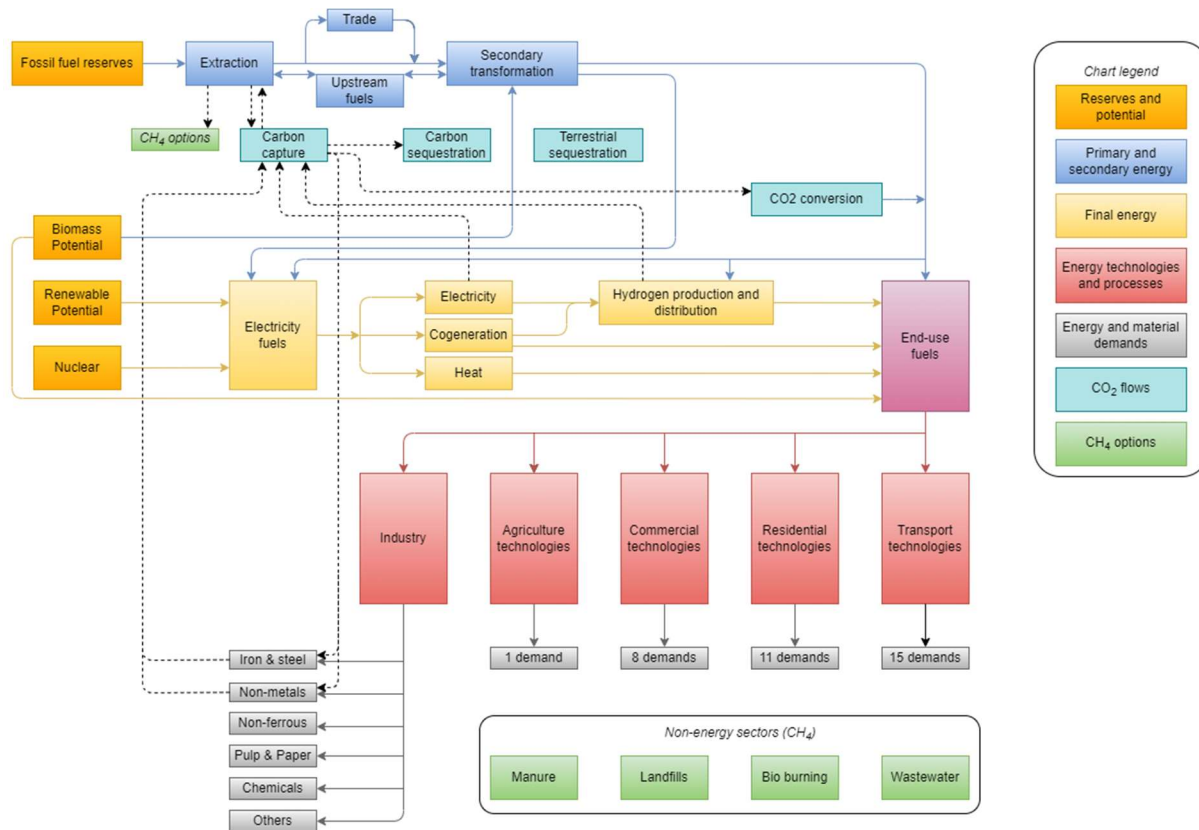 Trade
Fossil fuel reserves
Extraction
Secondary
transformation
Upstream
fuels
CH₄ options
Carbon
capture
Carbon
sequestration
Terrestrial
sequestration
CO2 conversion
Biomass
Potential
Renewable
Potential
Nuclear
Electricity
fuels
Electricity
Cogeneration
Heat
Hydrogen production and
distribution
End-use
fuels
Industry
Agriculture
technologies
Commercial
technologies
Residential
technologies
Transport
technologies
1 demand
8 demands
11 demands
15 demands
Iron & steel
Non-metals
Non-ferrous
Pulp & Paper
Chemicals
Others
Non-energy sectors (CH₄)
Manure
Landfills
Bio burning
Wastewater
Chart legend
Reserves and
potential
Primary and
secondary energy
Final energy
Energy technologies
and processes
Energy and material
demands
CO₂ flows
CH₄ options